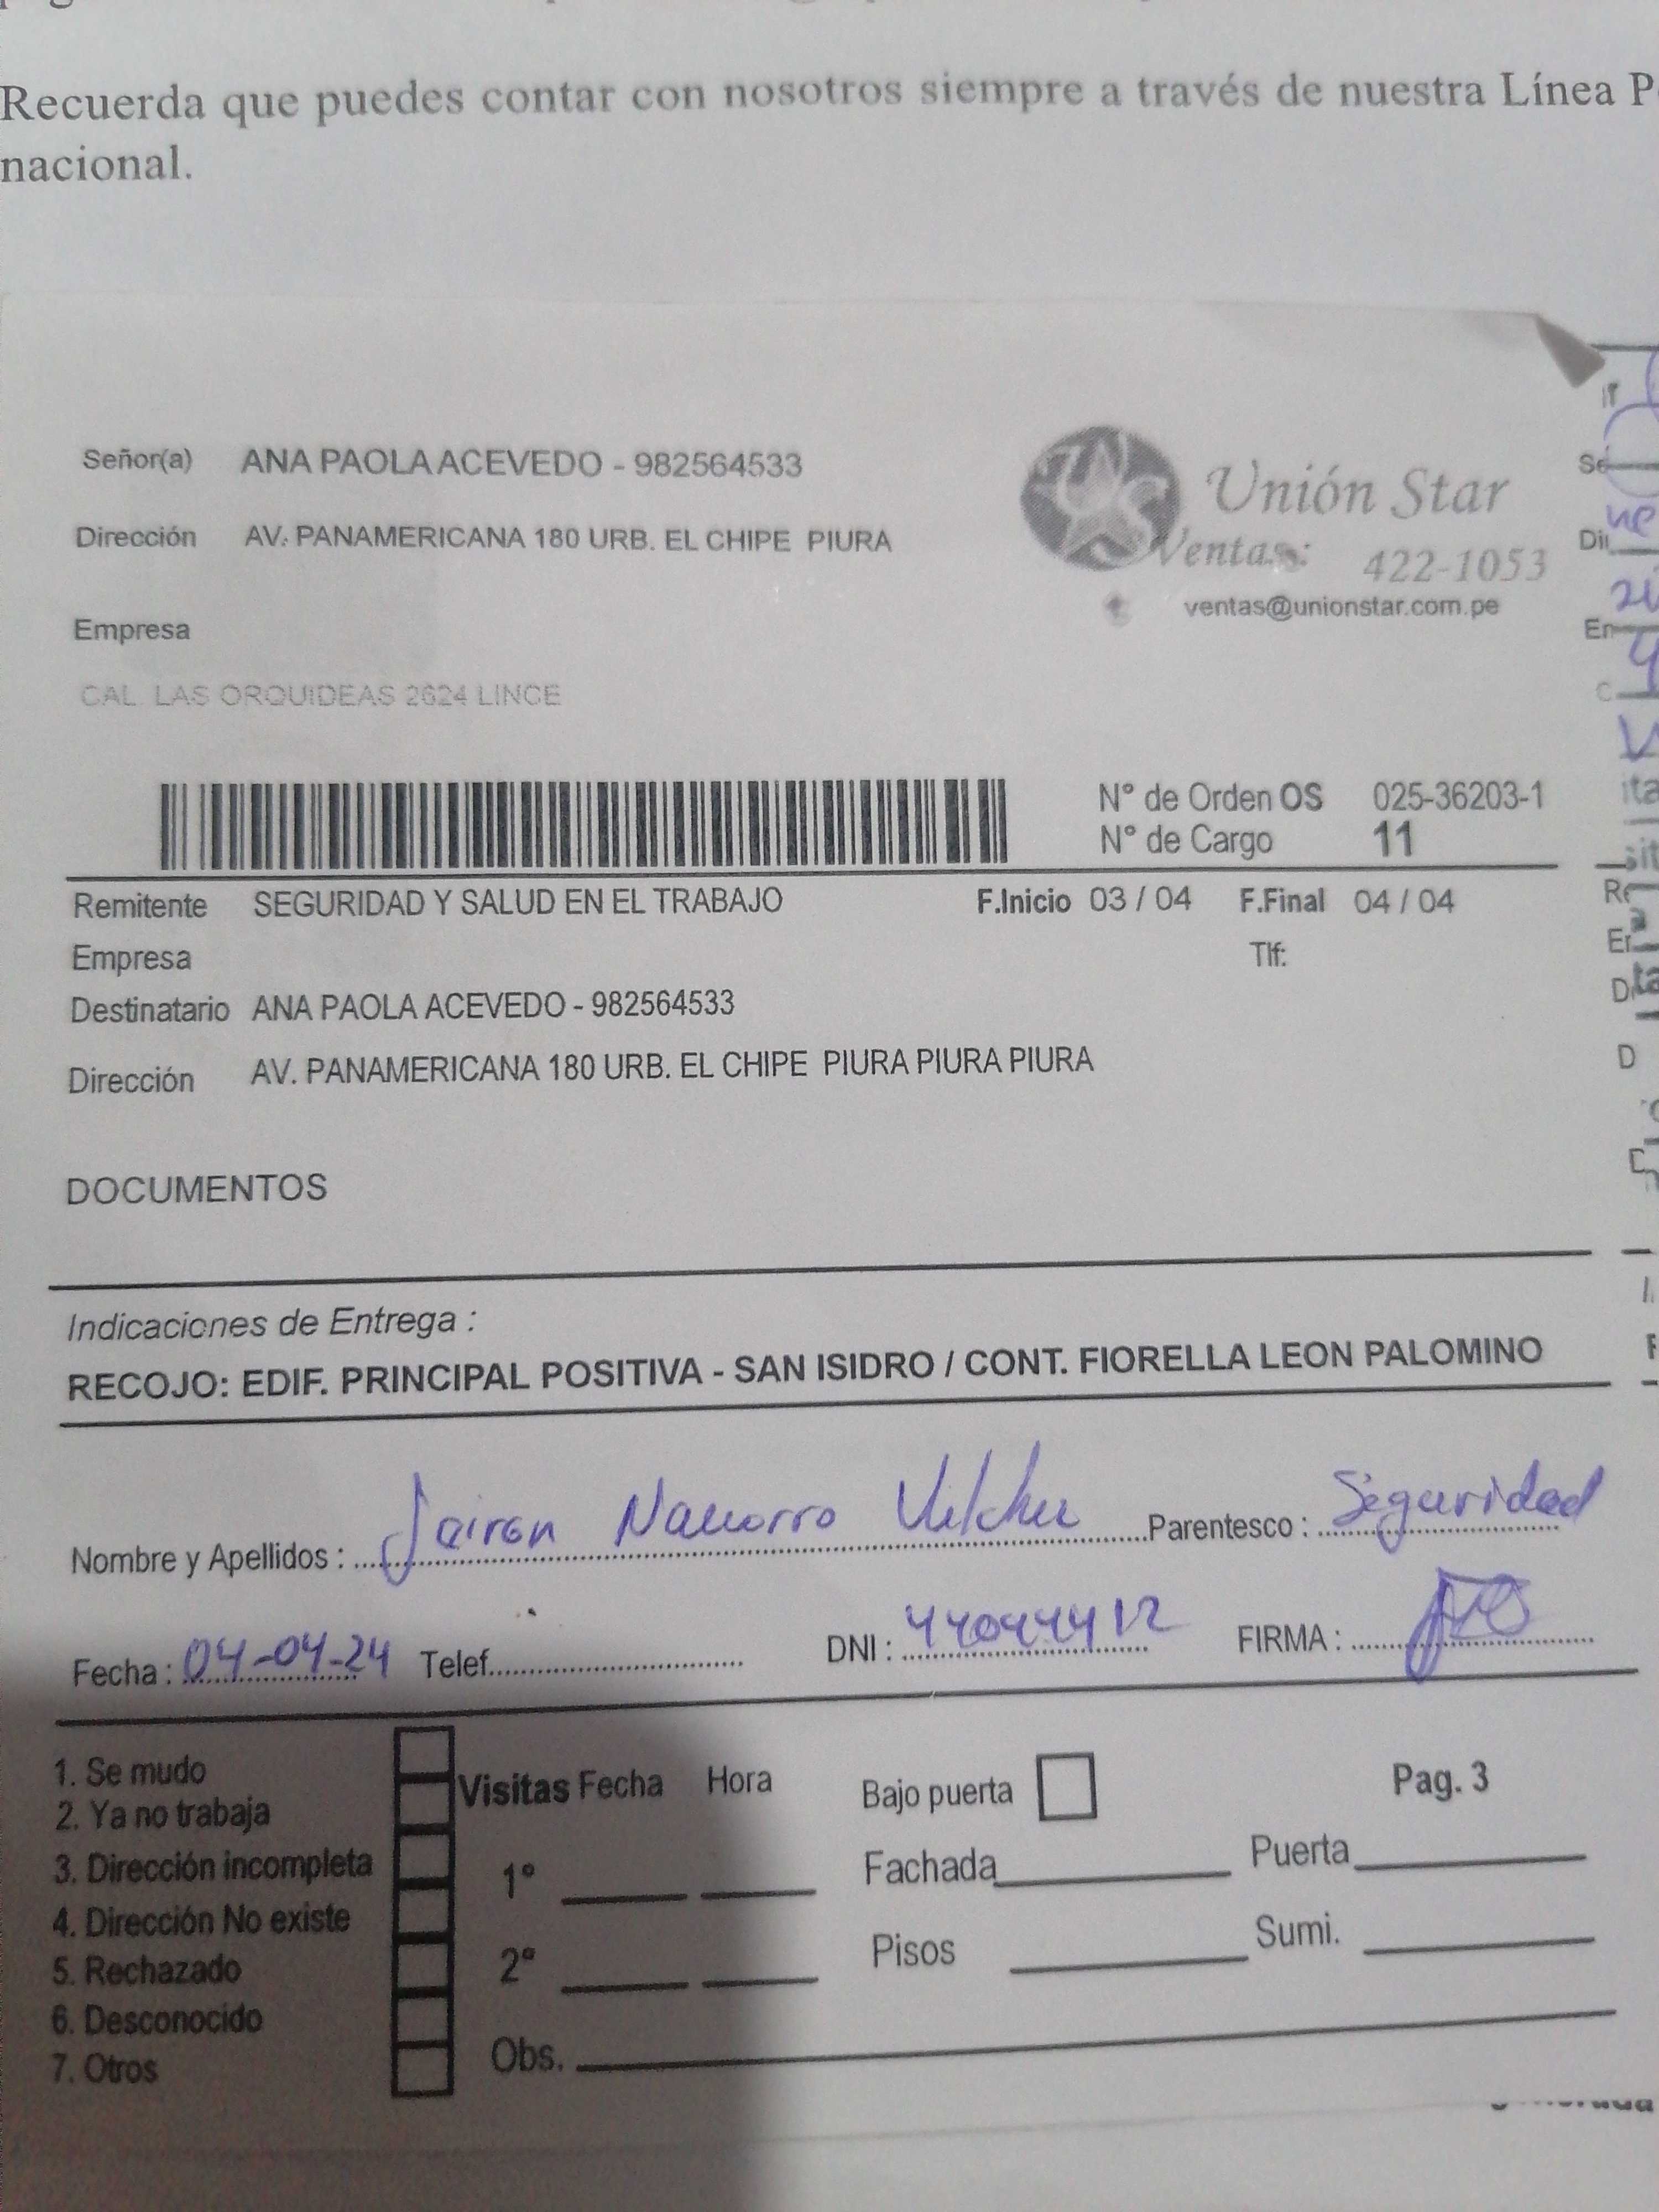 Recuerda que puedes contar con nosotros siempre a través de nuestra Línea P
nacional.
Señor(a) ANA PAOLA ACEVEDO - 982564533
Dirección AV. PANAMERICANA 180 URB. EL CHIPE PIURA
Unión Star
Ventas: 422-1053
ventas@unionstar.com.pe
Empresa
CAL. LAS ORQUIDEAS 2624 LINCE
N° de Orden OS 025-36203-1
N° de Cargo 11
Remitente SEGURIDAD Y SALUD EN EL TRABAJO F.Inicio 03 / 04 F.Final 04 / 04
Empresa Tlf:
Destinatario ANA PAOLA ACEVEDO - 982564533
Dirección AV. PANAMERICANA 180 URB. EL CHIPE PIURA PIURA PIURA
DOCUMENTOS
Indicaciones de Entrega :
RECOJO: EDIF. PRINCIPAL POSITIVA - SAN ISIDRO / CONT. FIORELLA LEON PALOMINO
Nombre y Apellidos : Jairon Navarro Parentesco : Seguridad
Fecha : 04-04-24 Telef. DNI : 44044412 FIRMA :
1. Se mudo
2. Ya no trabaja
3. Dirección incompleta
4. Dirección No existe
5. Rechazado
6. Desconocido
7. Otros
Visitas Fecha Hora
1°
2°
Obs.
Bajo puerta Pag. 3
Fachada Puerta
Pisos Sumi.